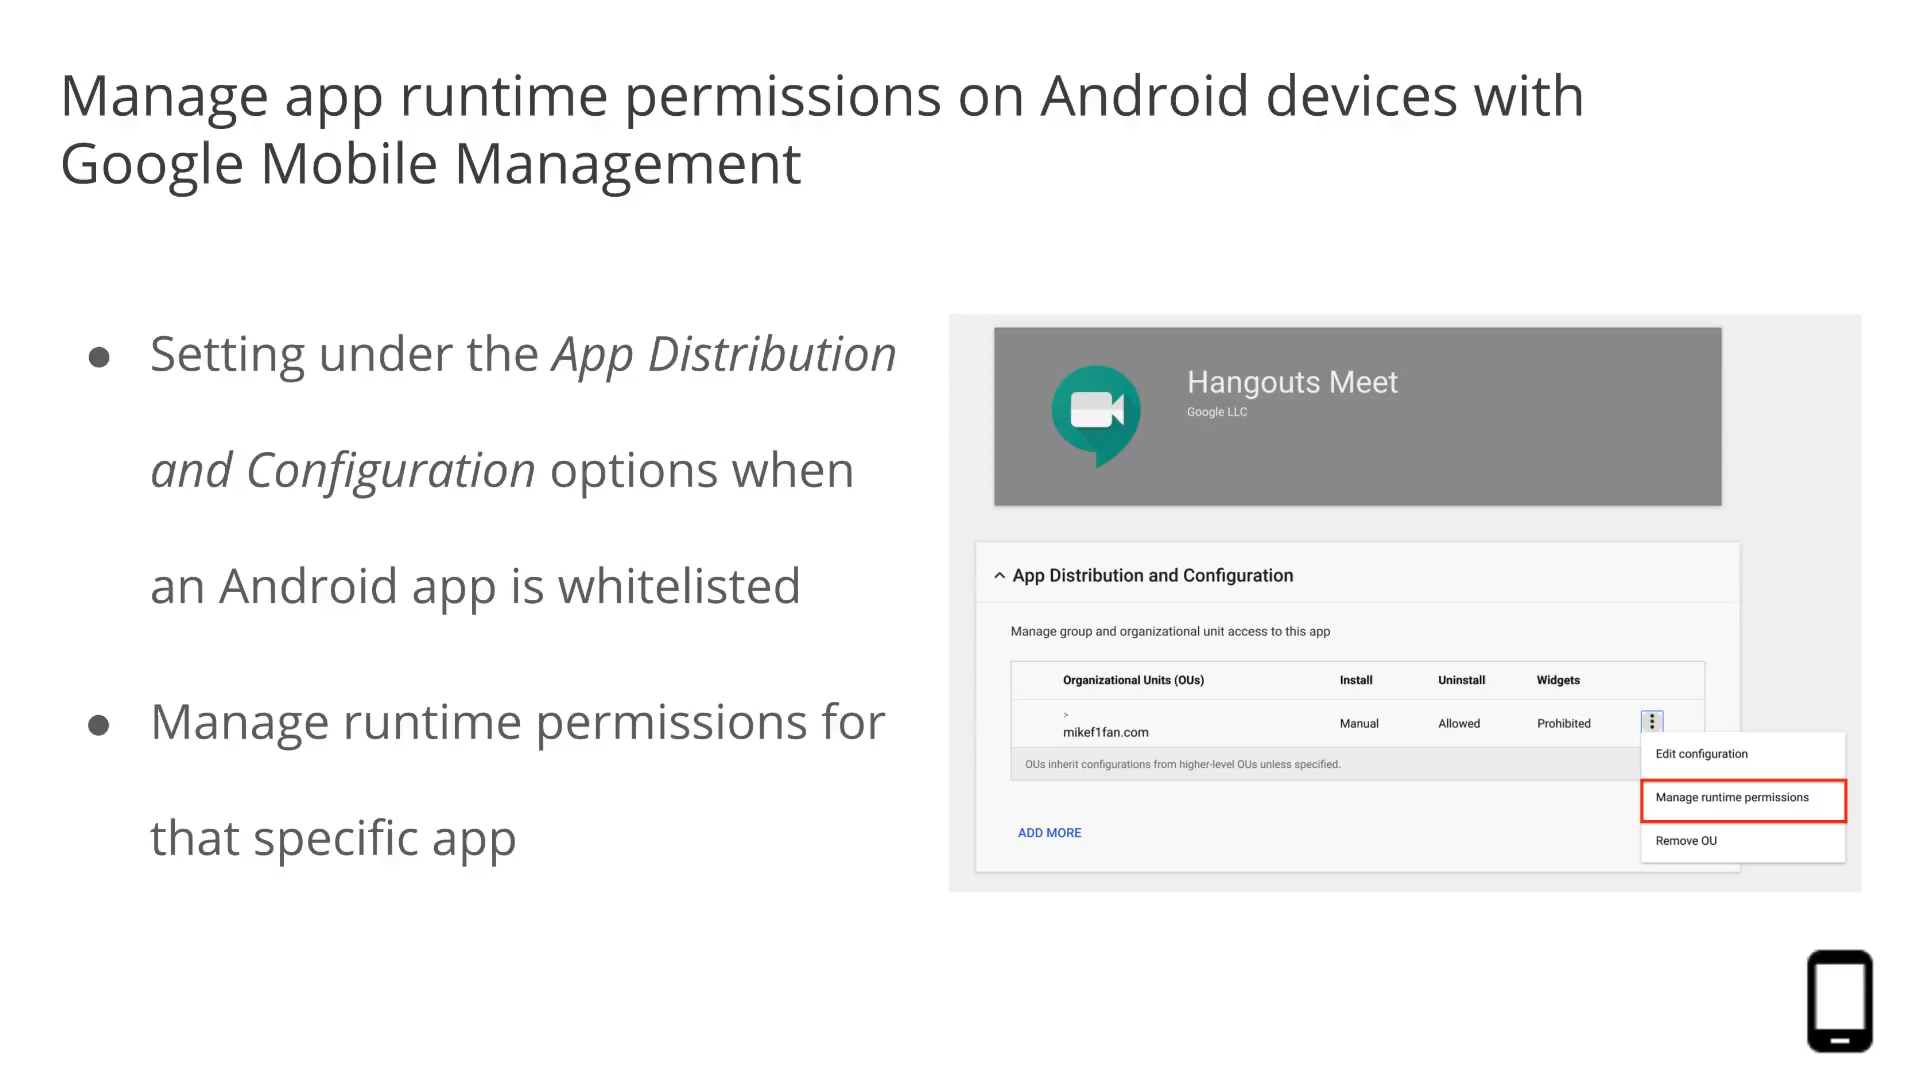 Manage app runtime permissions on Android devices with
Google Mobile Management
● Setting under the App Distribution
and Configuration options when
an Android app is whitelisted
● Manage runtime permissions for
that specific app
Hangouts Meet
Google LLC
App Distribution and Configuration
Manage group and organizational unit access to this app
Organizational Units (OUs) Install Uninstall Widgets
>
mikef1fan.com Manual Allowed Prohibited
OUs inherit configurations from higher-level OUs unless specified.
Edit configuration
Manage runtime permissions
Remove OU
ADD MORE